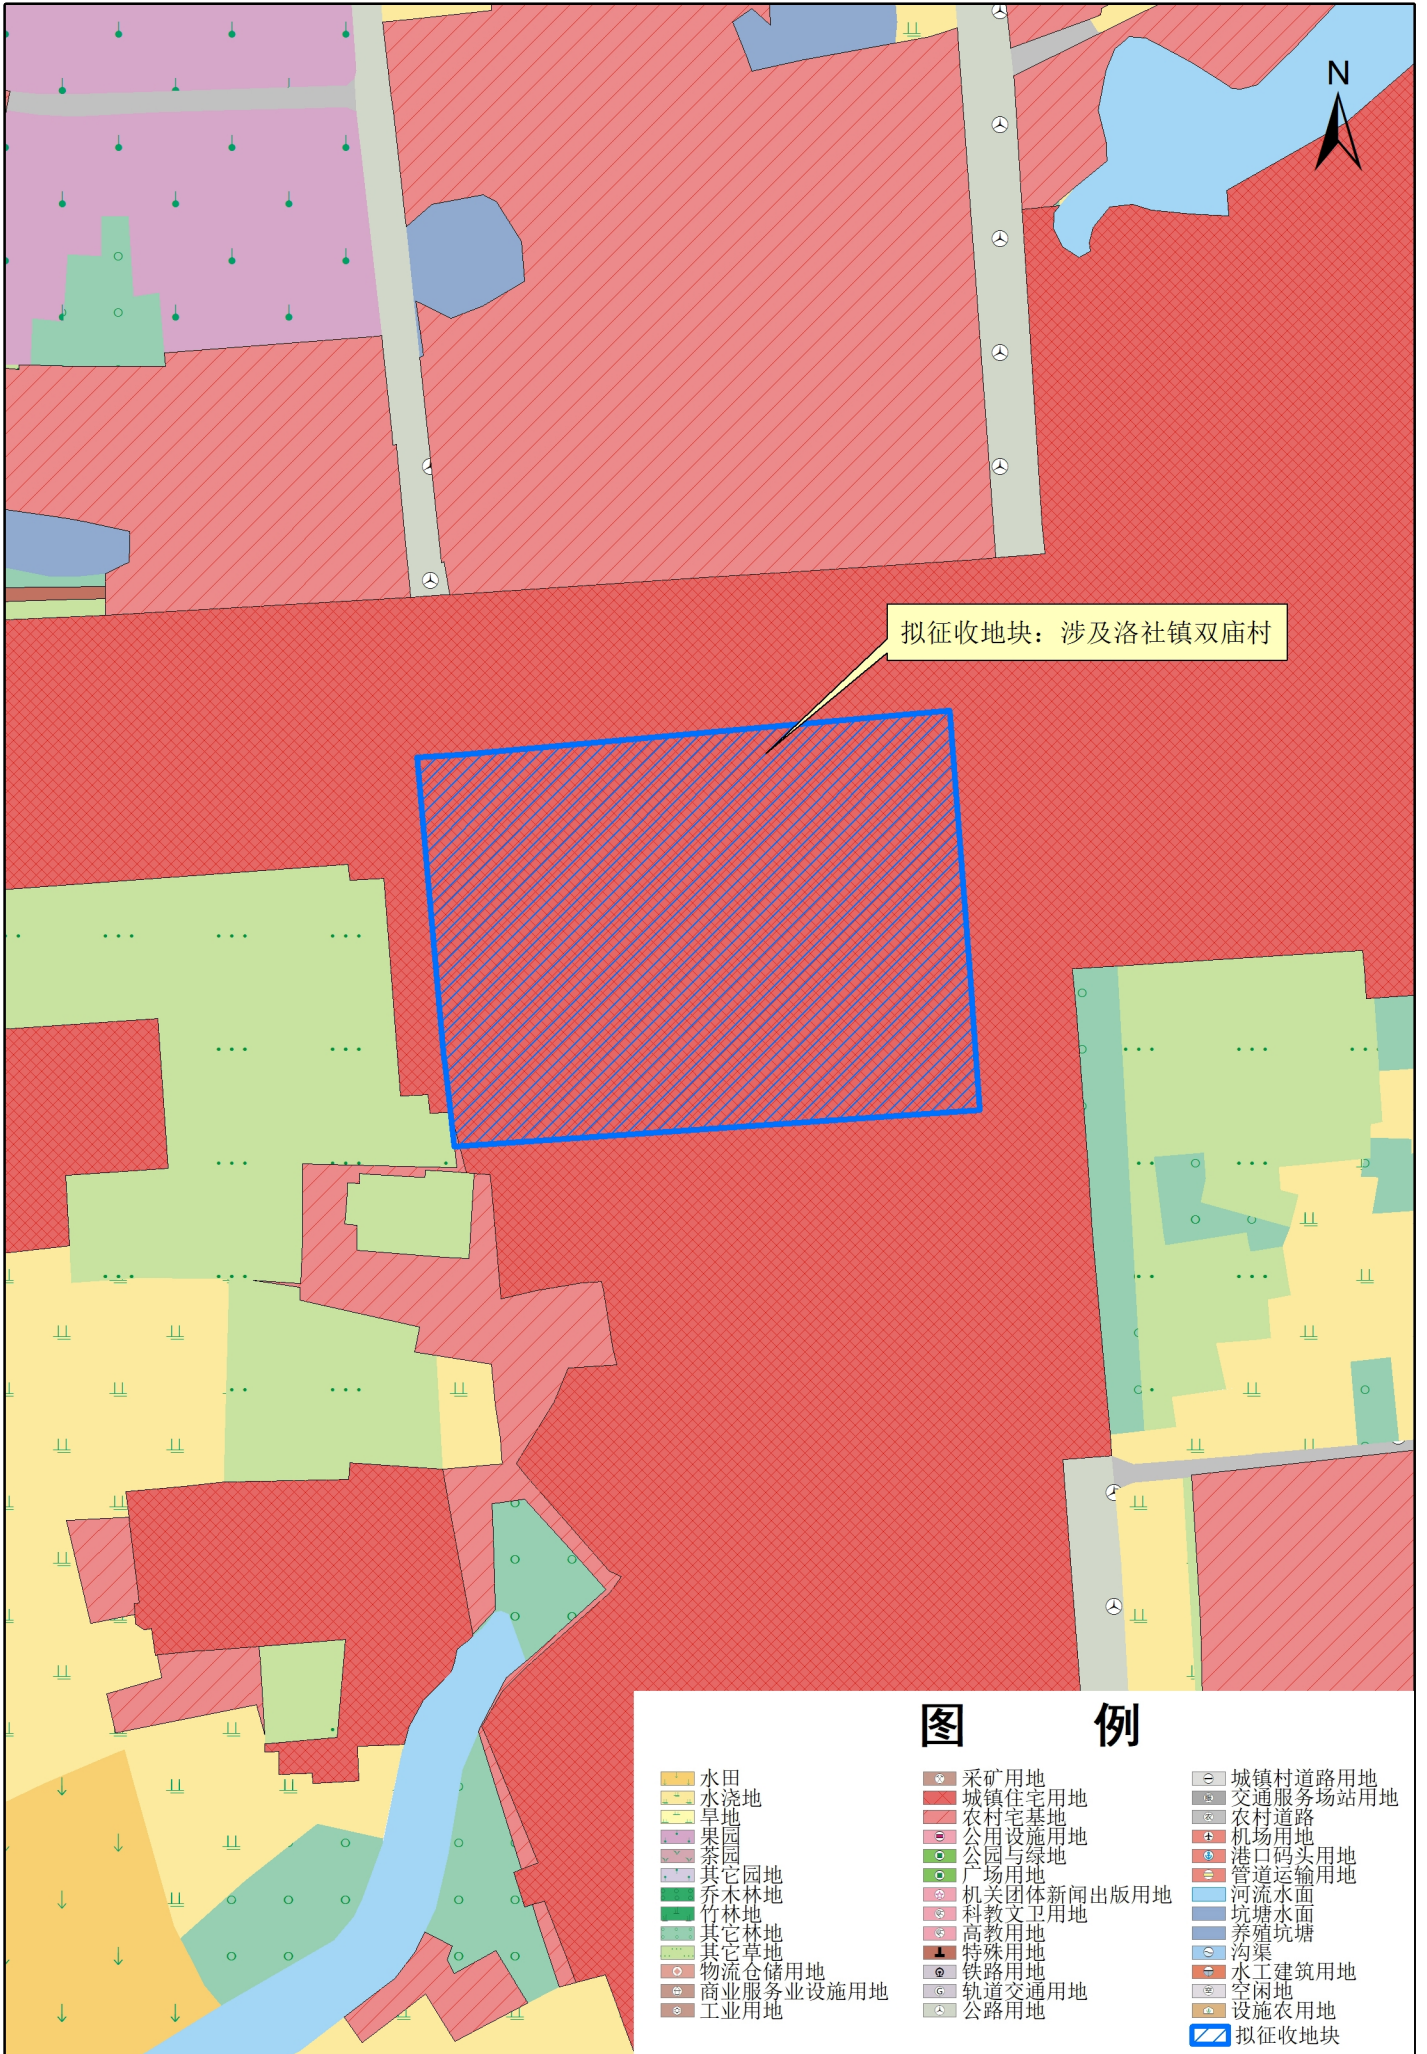 N
拟征收地块：涉及洛社镇双庙村
图 例
水田
水浇地
旱地
果园
茶园
其它园地
乔木林地
竹林地
其它林地
其它草地
物流仓储用地
商业服务业设施用地
工业用地
采矿用地
城镇住宅用地
农村宅基地
公用设施用地
公园与绿地
广场用地
机关团体新闻出版用地
科教文卫用地
高教用地
特殊用地
铁路用地
轨道交通用地
公路用地
城镇村道路用地
交通服务场站用地
农村道路
机场用地
港口码头用地
管道运输用地
河流水面
坑塘水面
养殖坑塘
沟渠
水工建筑用地
空闲地
设施农用地
拟征收地块